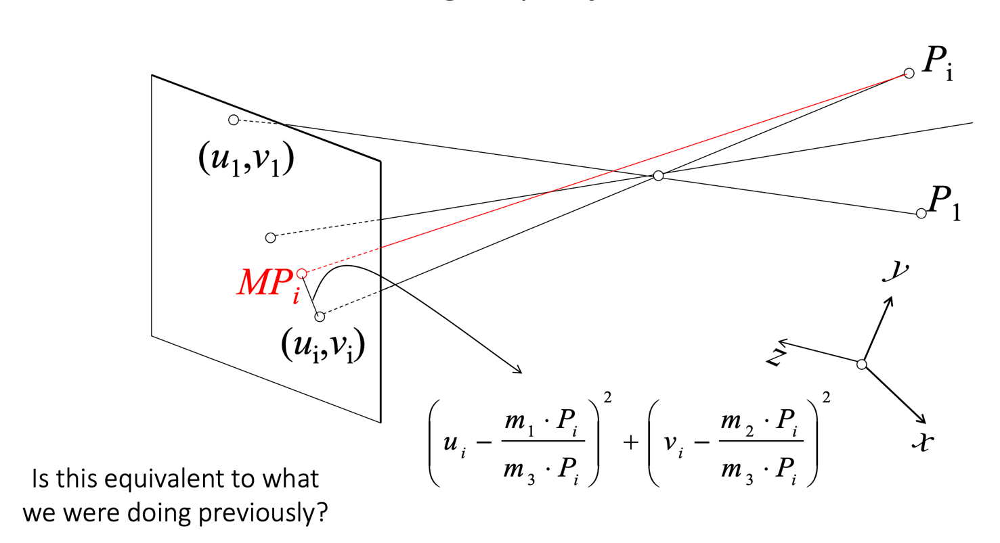 P_i
(u_1,v_1)
P_1
MP_i
y
(u_i,v_i)
z
(u_i − (m_1 · P_i)/(m_3 · P_i))^2 + (v_i − (m_2 · P_i)/(m_3 · P_i))^2
x
Is this equivalent to what
we were doing previously?